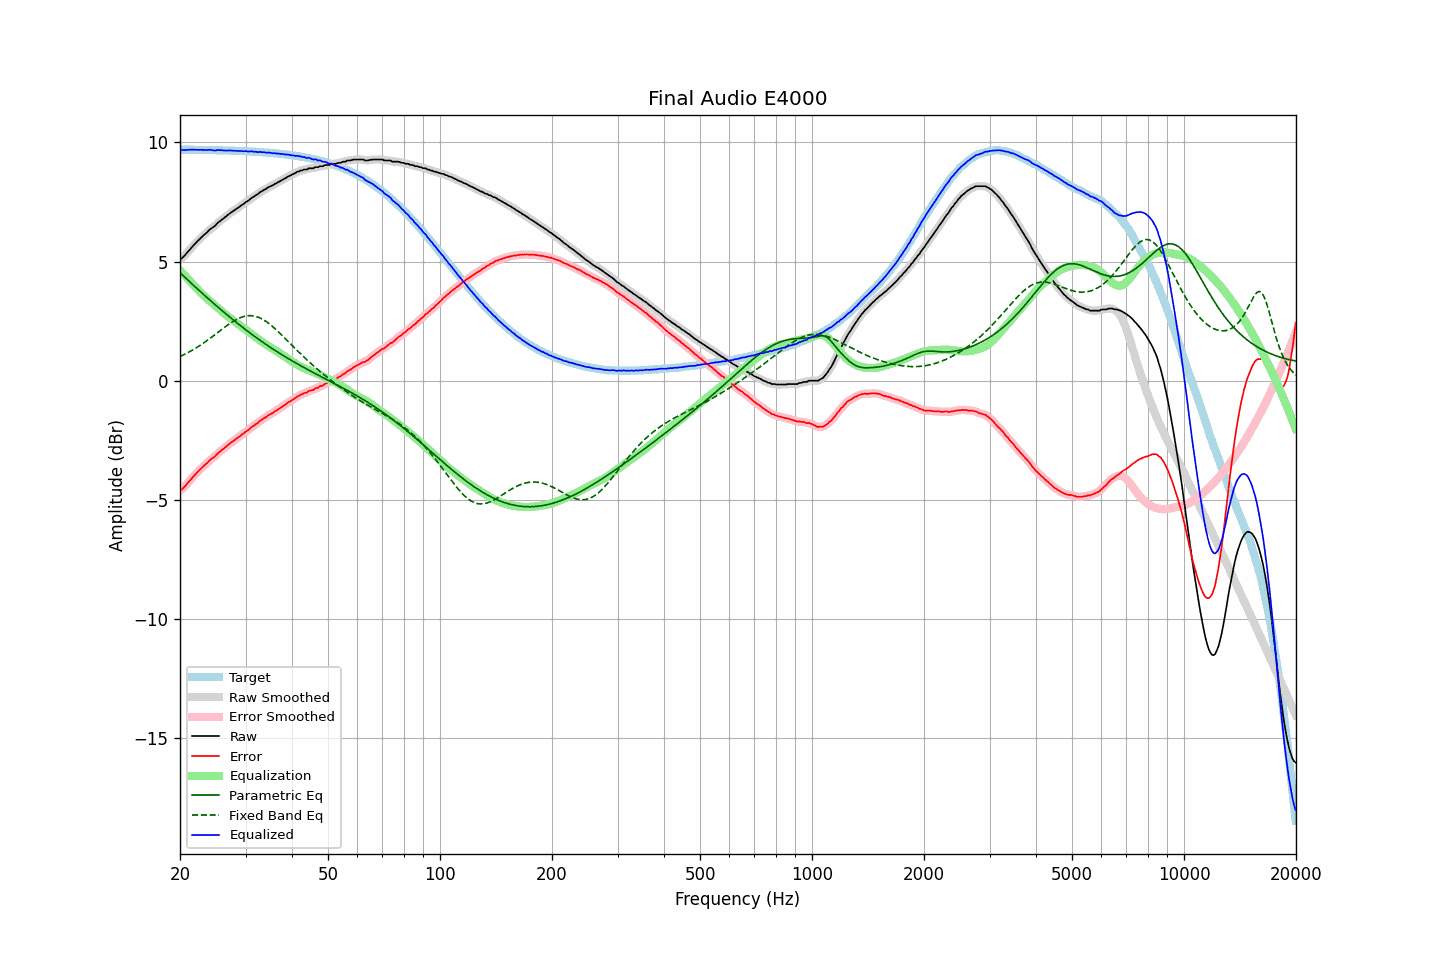 Final Audio E4000
Amplitude (dBr)
10
5
0
−5
−10
−15
Target
Raw Smoothed
Error Smoothed
Raw
Error
Equalization
Parametric Eq
Fixed Band Eq
Equalized
20 50 100 200 500 1000 2000 5000 10000 20000
Frequency (Hz)